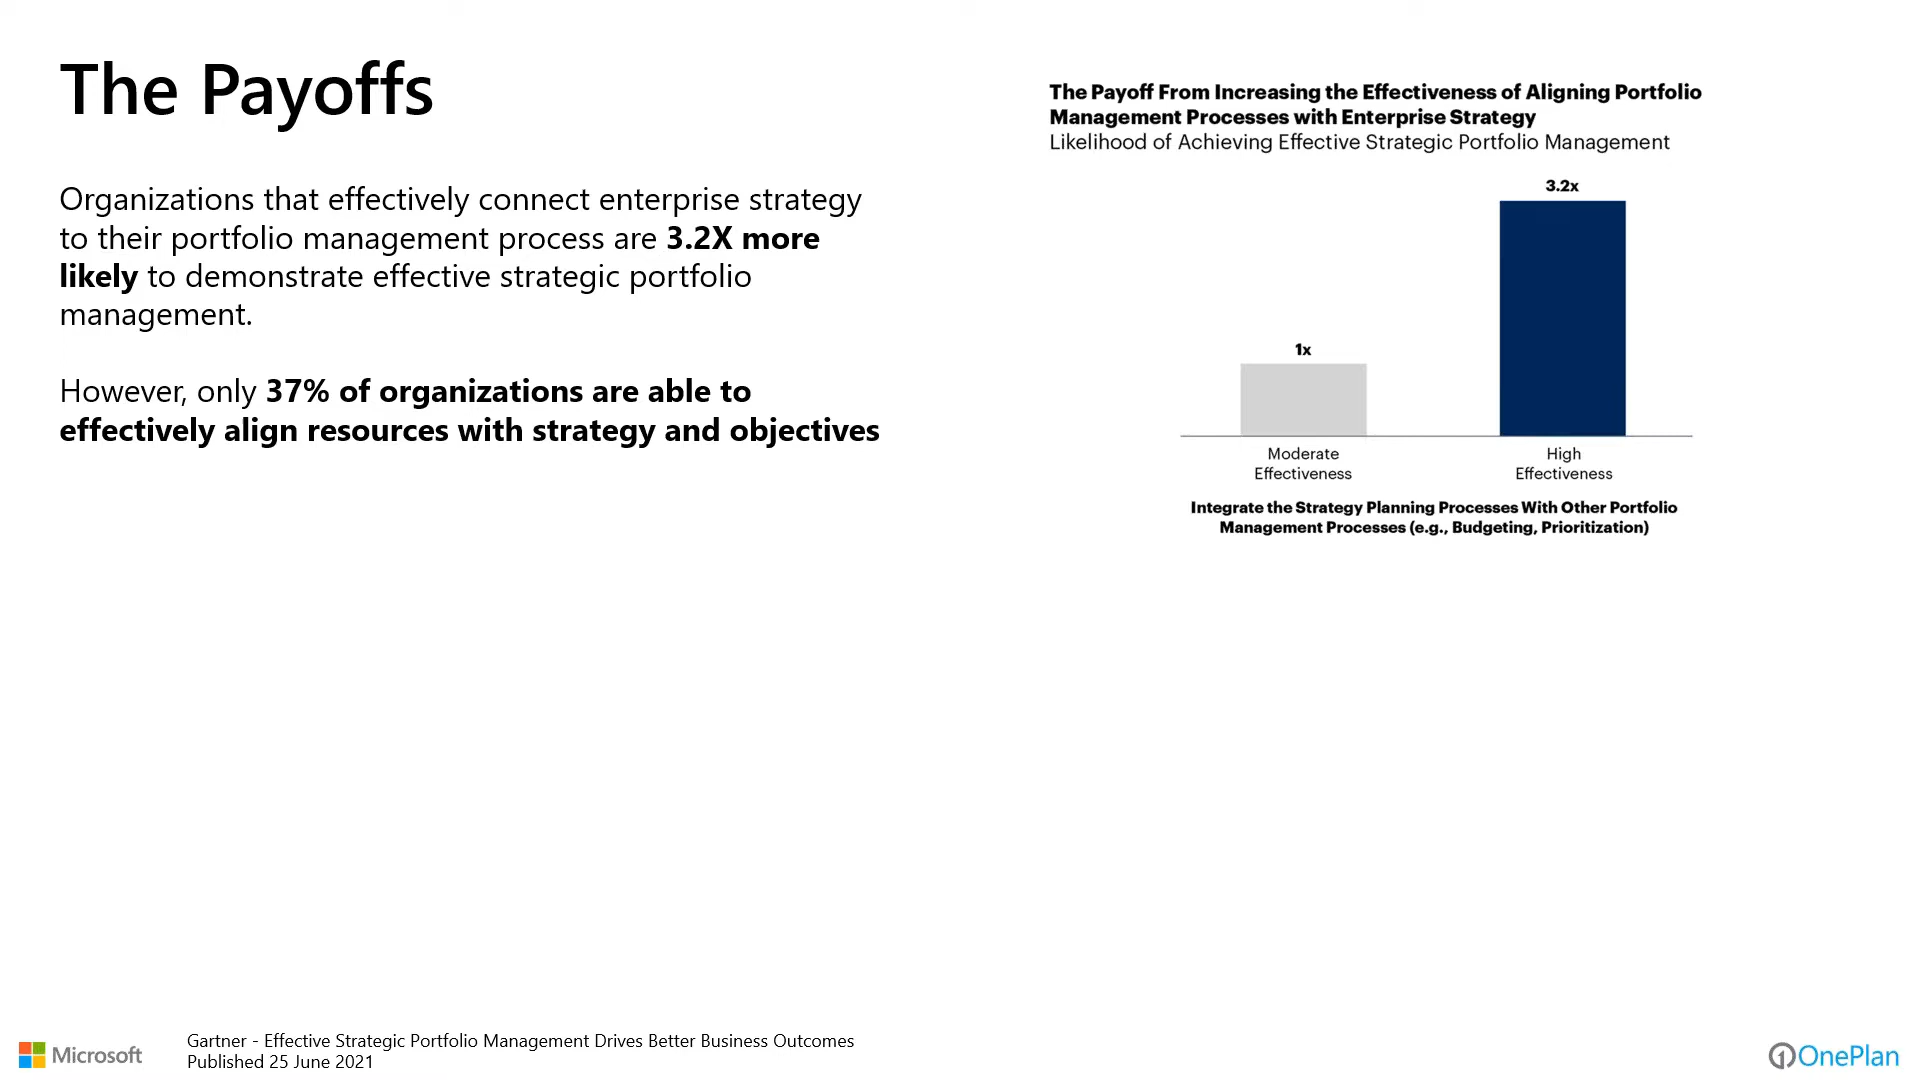 The Payoffs
Organizations that effectively connect enterprise strategy
to their portfolio management process are 3.2X more
likely to demonstrate effective strategic portfolio
management.
However, only 37% of organizations are able to
effectively align resources with strategy and objectives
The Payoff From Increasing the Effectiveness of Aligning Portfolio
Management Processes with Enterprise Strategy
Likelihood of Achieving Effective Strategic Portfolio Management
3.2x
1x
Moderate
Effectiveness
High
Effectiveness
Integrate the Strategy Planning Processes With Other Portfolio
Management Processes (e.g., Budgeting, Prioritization)
Microsoft
Gartner - Effective Strategic Portfolio Management Drives Better Business Outcomes
Published 25 June 2021
OnePlan